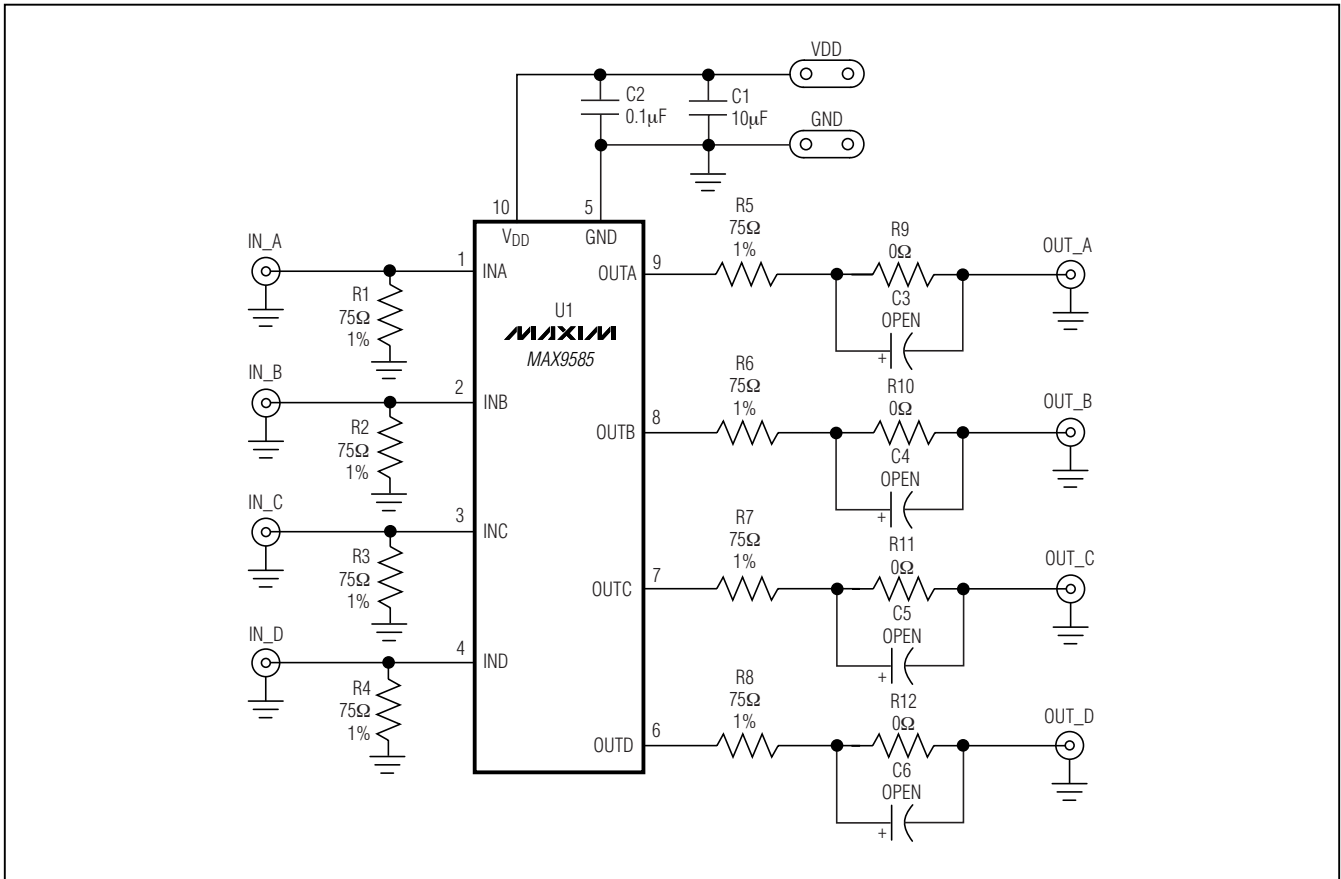 VDD
C2
0.1µF
C1
10µF
GND
10
5
VDD
GND
IN_A
1
INA
R1
75Ω
1%
IN_B
2
INB
R2
75Ω
1%
IN_C
3
INC
R3
75Ω
1%
IN_D
4
IND
R4
75Ω
1%
U1
MAXIM
MAX9585
OUTA
9
R5
75Ω
1%
R9
0Ω
C3
OPEN
+
OUT_A
OUTB
8
R6
75Ω
1%
R10
0Ω
C4
OPEN
+
OUT_B
OUTC
7
R7
75Ω
1%
R11
0Ω
C5
OPEN
+
OUT_C
OUTD
6
R8
75Ω
1%
R12
0Ω
C6
OPEN
+
OUT_D